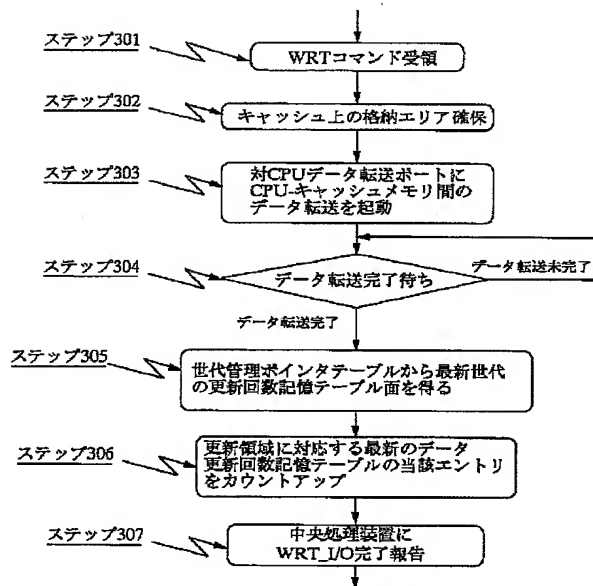 ステップ301
WRTコマンド受領
ステップ302
キャッシュ上の格納エリア確保
ステップ303
対CPUデータ転送ポートに
CPU-キャッシュメモリ間の
データ転送を起動
ステップ304
データ転送完了待ち
データ転送未完了
データ転送完了
ステップ305
世代管理ポインタテーブルから最新世代
の更新回数記憶テーブル面を得る
ステップ306
更新領域に対応する最新のデータ
更新回数記憶テーブルの当該エントリ
をカウントアップ
ステップ307
中央処理装置に
WRT_I/O完了報告